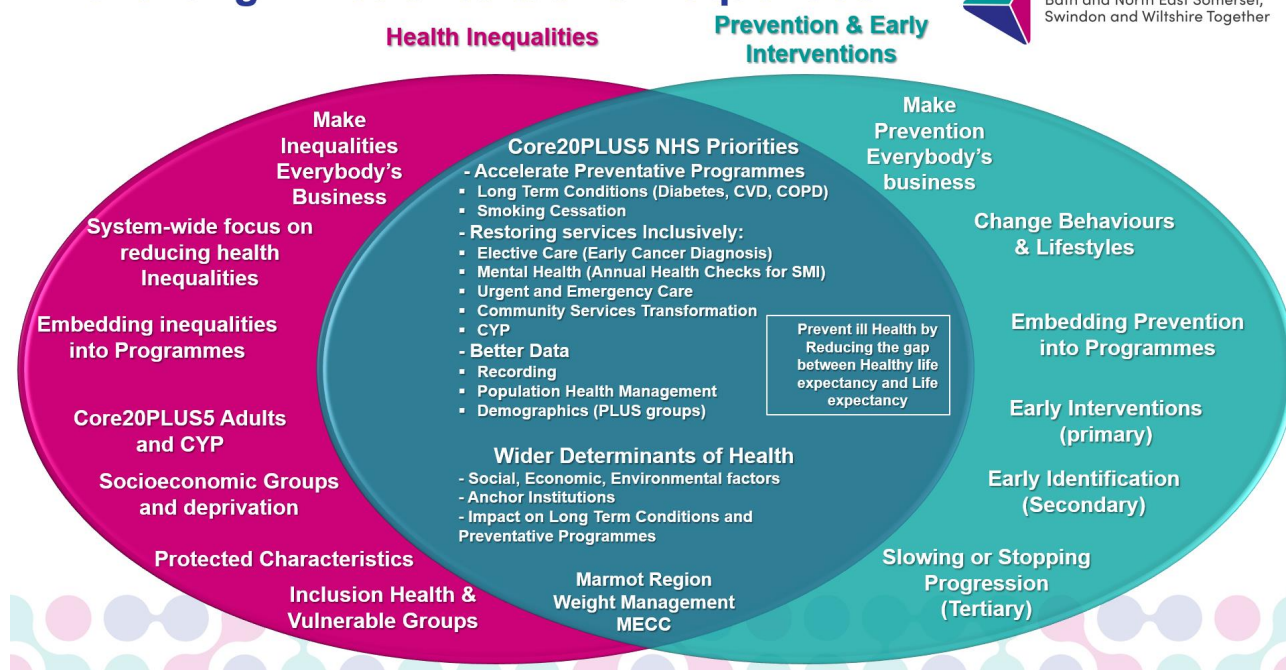 Bath and North East Somerset,
Swindon and Wiltshire Together
Health Inequalities
Prevention & Early
Interventions
Make
Inequalities
Everybody's
Business
System-wide focus on
reducing health
Inequalities
Embedding inequalities
into Programmes
Core20PLUS5 Adults
and CYP
Socioeconomic Groups
and deprivation
Protected Characteristics
Inclusion Health &
Vulnerable Groups
Core20PLUS5 NHS Priorities
- Accelerate Preventative Programmes
▪ Long Term Conditions (Diabetes, CVD, COPD)
▪ Smoking Cessation
- Restoring services Inclusively:
▪ Elective Care (Early Cancer Diagnosis)
▪ Mental Health (Annual Health Checks for SMI)
▪ Urgent and Emergency Care
▪ Community Services Transformation
▪ CYP
- Better Data
▪ Recording
▪ Population Health Management
▪ Demographics (PLUS groups)
Prevent ill Health by
Reducing the gap
between Healthy life
expectancy and Life
expectancy
Wider Determinants of Health
- Social, Economic, Environmental factors
- Anchor Institutions
- Impact on Long Term Conditions and
Preventative Programmes
Marmot Region
Weight Management
MECC
Make
Prevention
Everybody's
business
Change Behaviours
& Lifestyles
Embedding Prevention
into Programmes
Early Interventions
(primary)
Early Identification
(Secondary)
Slowing or Stopping
Progression
(Tertiary)